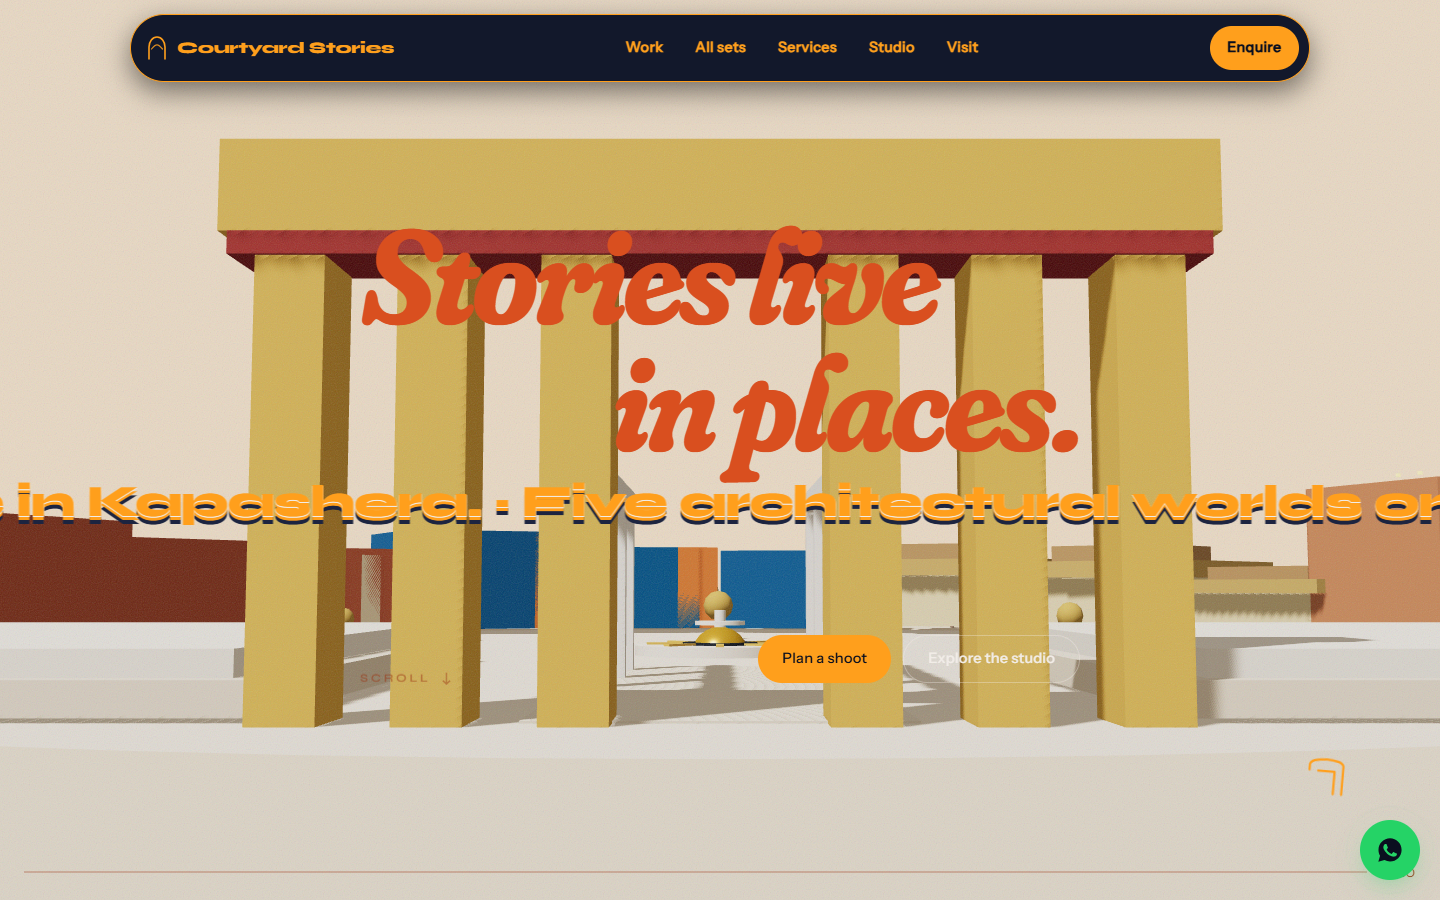 Courtyard Stories
Work
All sets
Services
Studio
Visit
Enquire
Stories live
in places.
in Kapashera. · Five architectural worlds
Plan a shoot
Explore the studio
SCROLL ↓